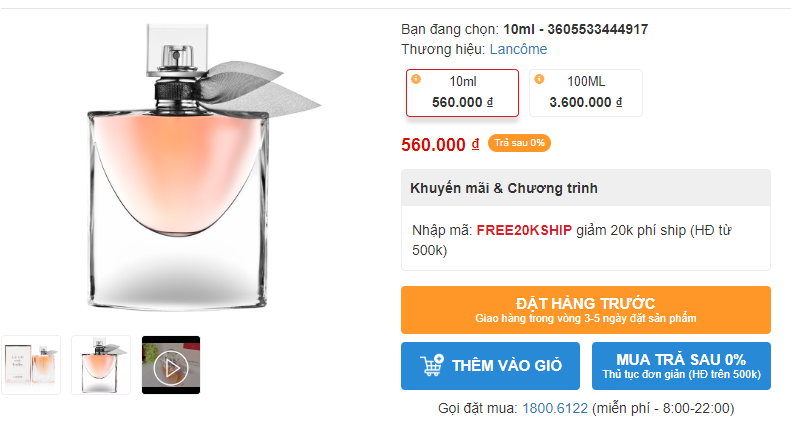 Bạn đang chọn: 10ml - 3605533444917
Thương hiệu: Lancôme
10ml
560.000 ₫
100ML
3.600.000 ₫
560.000 ₫
Trả sau 0%
Khuyến mãi & Chương trình
Nhập mã: FREE20KSHIP giảm 20k phí ship (HĐ từ
500k)
ĐẶT HÀNG TRƯỚC
Giao hàng trong vòng 3-5 ngày đặt sản phẩm
THÊM VÀO GIỎ
MUA TRẢ SAU 0%
Thủ tục đơn giản (HĐ trên 500k)
Gọi đặt mua: 1800.6122 (miễn phí - 8:00-22:00)